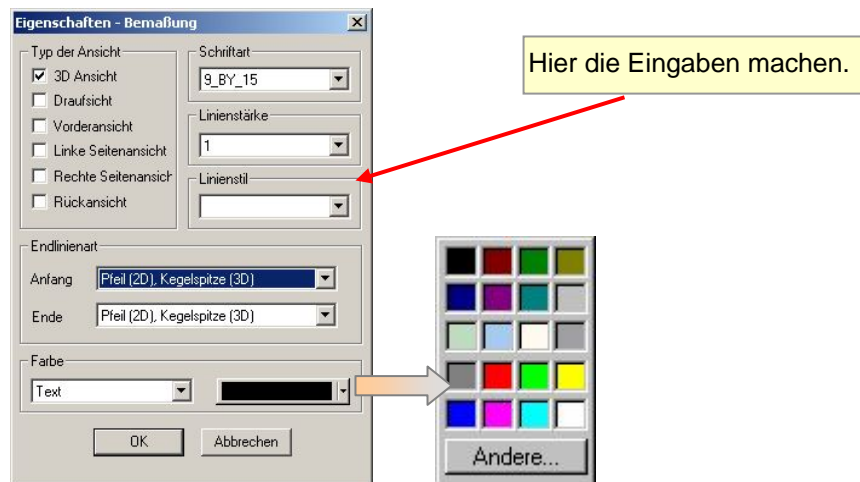 Eigenschaften - Bemaßung
Typ der Ansicht
3D Ansicht
Draufsicht
Vorderansicht
Linke Seitenansicht
Rechte Seitenansich
Rückansicht
Schriftart
9_BY_15
Linienstärke
1
Linienstil
Endlinienart
Anfang Pfeil (2D), Kegelspitze (3D)
Ende Pfeil (2D), Kegelspitze (3D)
Farbe
Text
OK Abbrechen
Hier die Eingaben machen.
Andere...